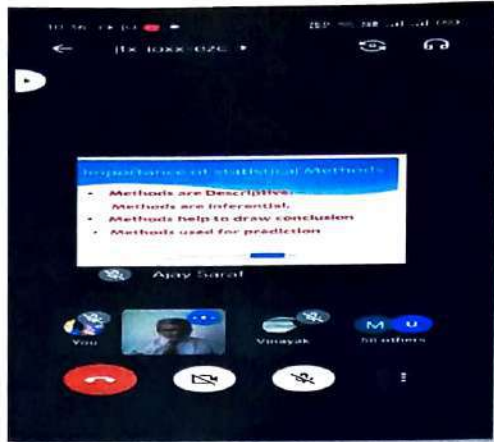 Importance of statistical Methods
• Methods are Descriptive.
Methods are Inferential.
• Methods help to draw conclusion
• Methods used for prediction
Ajay Saraf
You
Vinayak
M
U
others